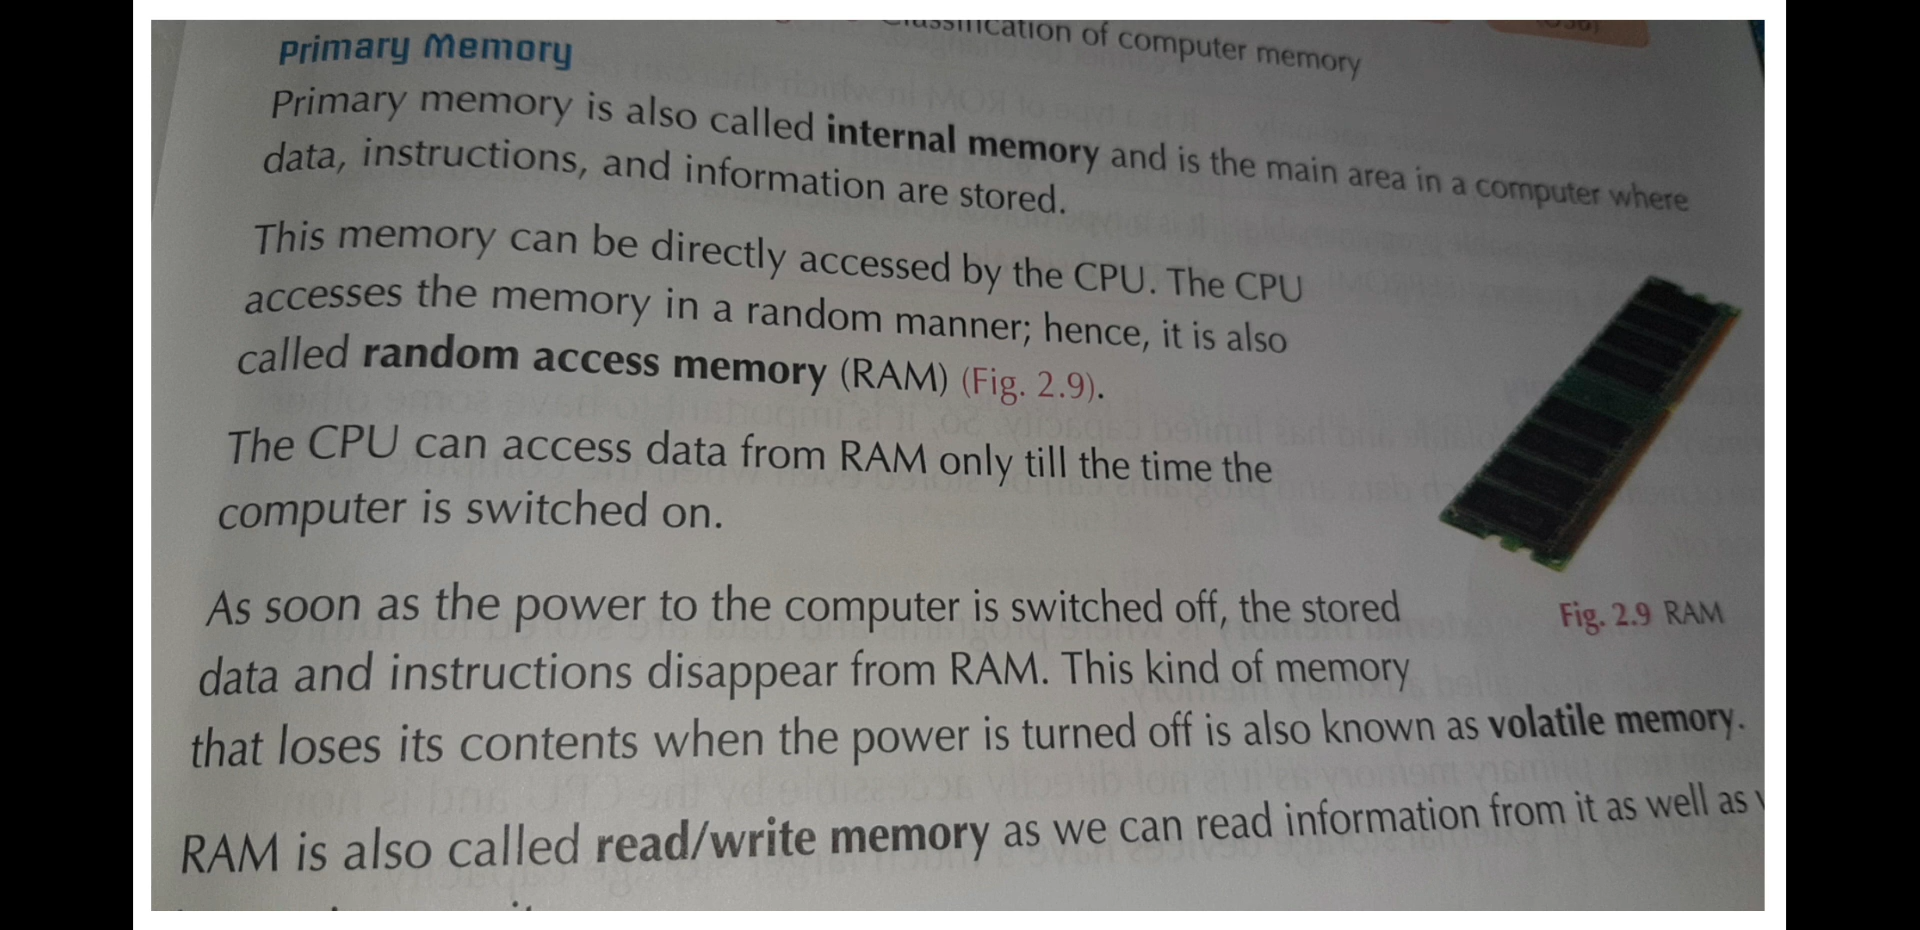 Classification of computer memory
Primary Memory
Primary memory is also called internal memory and is the main area in a computer where
data, instructions, and information are stored.
This memory can be directly accessed by the CPU. The CPU
accesses the memory in a random manner; hence, it is also
called random access memory (RAM) (Fig. 2.9).
The CPU can access data from RAM only till the time the
computer is switched on.
As soon as the power to the computer is switched off, the stored
Fig. 2.9 RAM
data and instructions disappear from RAM. This kind of memory
that loses its contents when the power is turned off is also known as volatile memory.
RAM is also called read/write memory as we can read information from it as well as